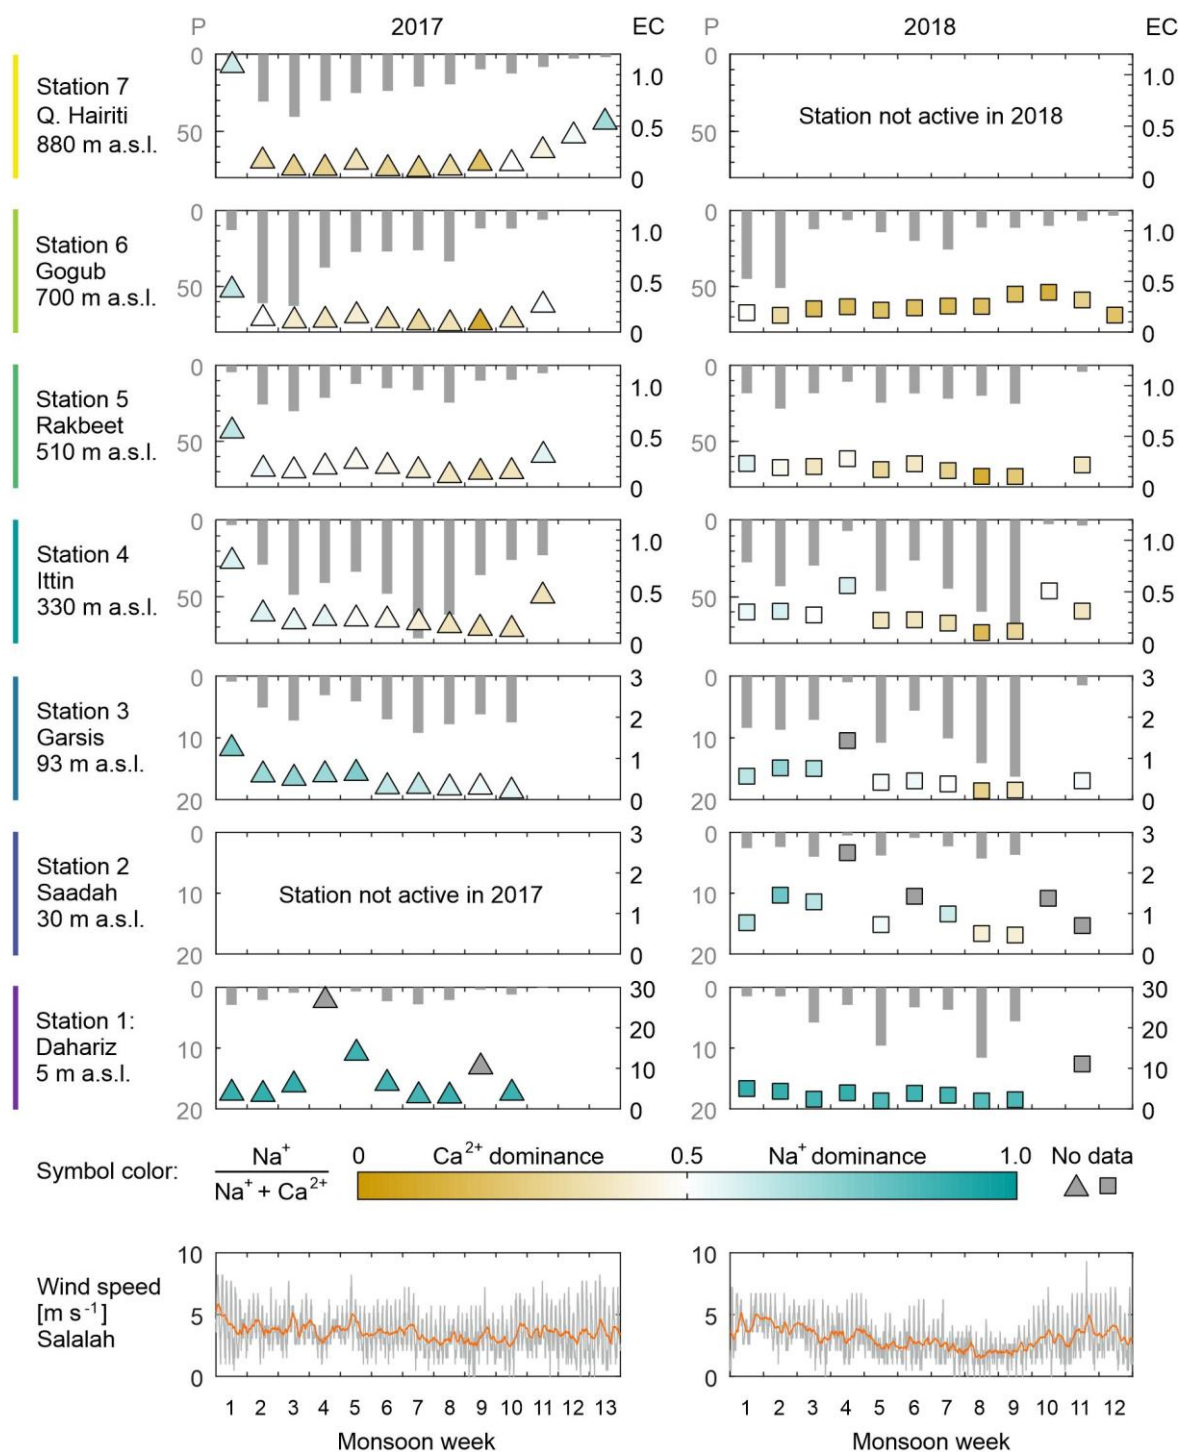 P 2017 EC P 2018 EC
Station 7
Q. Hairiti
880 m a.s.l.
0 50 1.0 0.5 0
0 50 Station not active in 2018 1.0 0.5 0
Station 6
Gogub
700 m a.s.l.
0 50 1.0 0.5 0
0 50 1.0 0.5 0
Station 5
Rakbeet
510 m a.s.l.
0 50 1.0 0.5 0
0 50 1.0 0.5 0
Station 4
Ittin
330 m a.s.l.
0 50 1.0 0.5 0
0 50 1.0 0.5 0
Station 3
Garsis
93 m a.s.l.
0 10 20 3 2 1 0
0 10 20 3 2 1 0
Station 2
Saadah
30 m a.s.l.
0 10 20 Station not active in 2017 3 2 1 0
0 10 20 3 2 1 0
Station 1:
Dahariz
5 m a.s.l.
0 10 20 30 20 10 0
0 10 20 30 20 10 0
Symbol color:
Na⁺
Na⁺ + Ca²⁺
0 Ca²⁺ dominance 0.5 Na⁺ dominance 1.0 No data
Wind speed
[m s⁻¹]
Salalah
10 5 0
10 5 0
1 2 3 4 5 6 7 8 9 10 11 12 13
1 2 3 4 5 6 7 8 9 10 11 12
Monsoon week Monsoon week